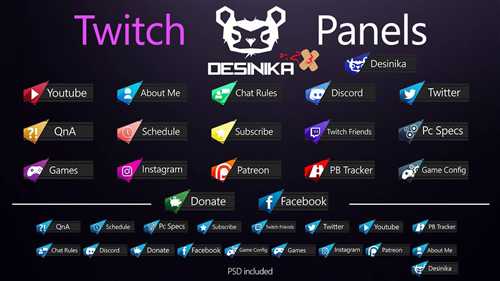 Twitch Panels
DESINIKA
Desinika
Youtube About Me Chat Rules Discord Twitter
QnA Schedule Subscribe Twitch Friends Pc Specs
Games Instagram Patreon PB Tracker Game Config
Donate Facebook
QnA Schedule Pc Specs Subscribe Twitch Friends Twitter Youtube PB Tracker
Chat Rules Discord Donate Facebook Game Config Games Instagram Patreon About Me
Desinika
PSD included